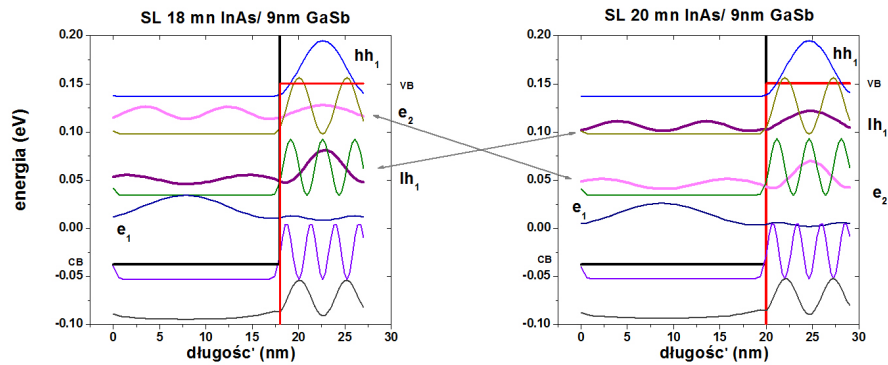 SL 18 mn InAs/ 9nm GaSb
0.20
0.15
0.10
0.05
0.00
-0.05
-0.10
energia (eV)
hh1
VB
e2
lh1
e1
CB
0 5 10 15 20 25 30
długośc' (nm)
SL 20 mn InAs/ 9nm GaSb
0.20
0.15
0.10
0.05
0.00
-0.05
-0.10
hh1
VB
lh1
e2
e1
CB
0 5 10 15 20 25 30
długośc' (nm)